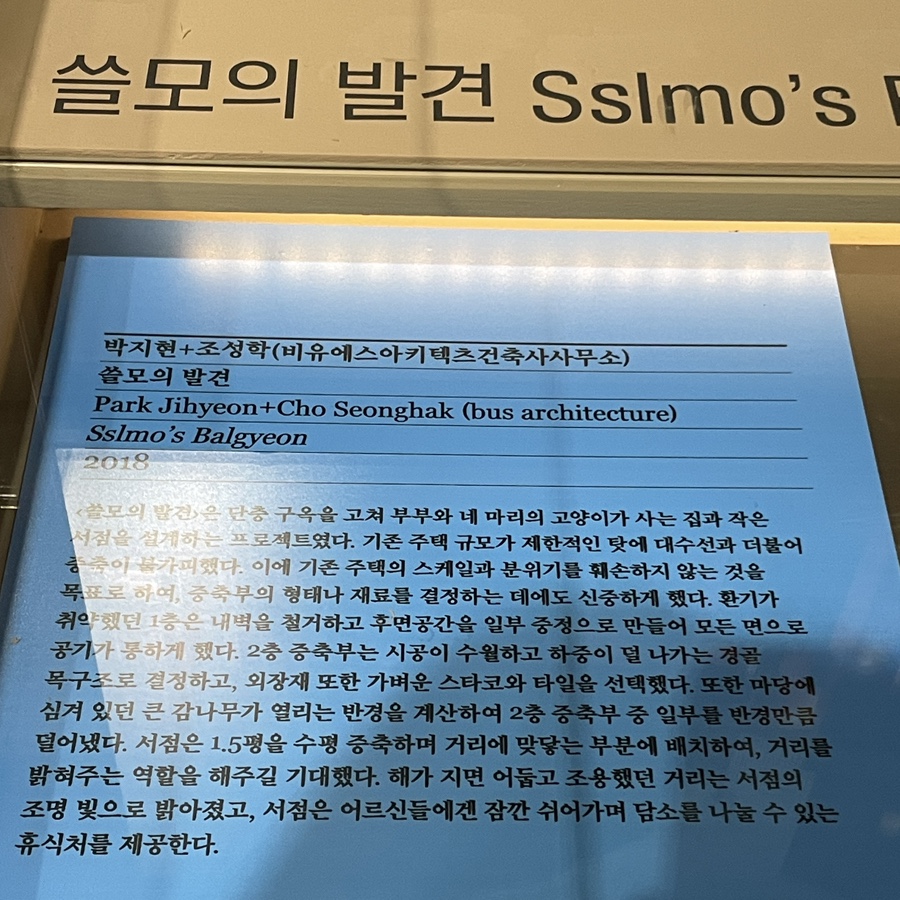 쓸모의 발견 Sslmo's
박지현+조성학(비유에스아키텍츠건축사사무소)
쓸모의 발견
Park Jihyeon+Cho Seonghak (bus architecture)
Sslmo's Balgyeon
2018
<쓸모의 발견>은 단층 구옥을 고쳐 부부와 네 마리의 고양이가 사는 집과 작은
서점을 설계하는 프로젝트였다. 기존 주택 규모가 제한적인 탓에 대수선과 더불어
증축이 불가피했다. 이에 기존 주택의 스케일과 분위기를 훼손하지 않는 것을
목표로 하여, 증축부의 형태나 재료를 결정하는 데에도 신중하게 했다. 환기가
취약했던 1층은 내벽을 철거하고 후면공간을 일부 중정으로 만들어 모든 면으로
공기가 통하게 했다. 2층 증축부는 시공이 수월하고 하중이 덜 나가는 경골
목구조로 결정하고, 외장재 또한 가벼운 스타코와 타일을 선택했다. 또한 마당에
심겨 있던 큰 감나무가 열리는 반경을 계산하여 2층 증축부 중 일부를 반경만큼
덜어냈다. 서점은 1.5평을 수평 증축하며 거리에 맞닿는 부분에 배치하여, 거리를
밝혀주는 역할을 해주길 기대했다. 해가 지면 어둡고 조용했던 거리는 서점의
조명 빛으로 밝아졌고, 서점은 어르신들에겐 잠깐 쉬어가며 담소를 나눌 수 있는
휴식처를 제공한다.